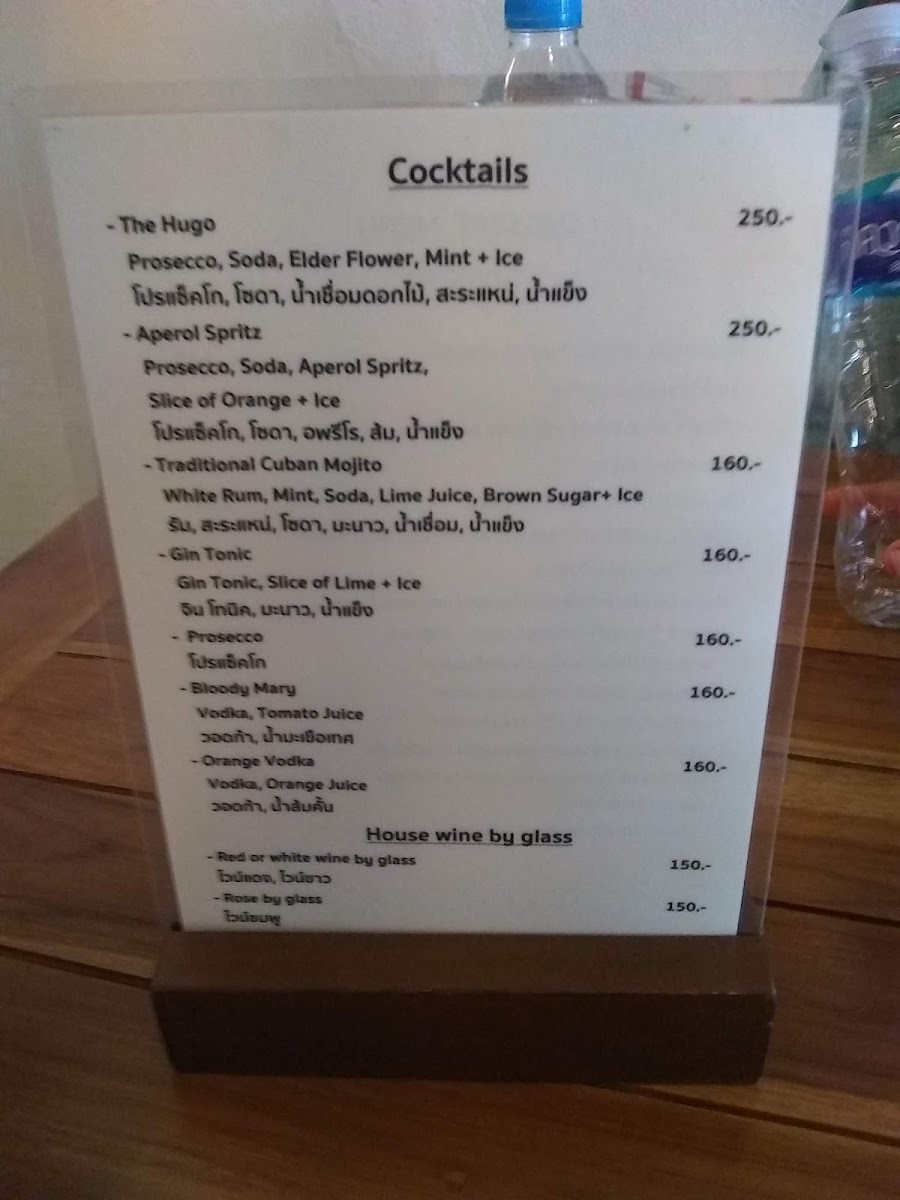 Cocktails
- The Hugo 250.-
Prosecco, Soda, Elder Flower, Mint + Ice
โปรแซ็คโก, โซดา, น้ำเชื่อมดอกไม้, สะระแหน่, น้ำแข็ง
- Aperol Spritz 250.-
Prosecco, Soda, Aperol Spritz,
Slice of Orange + Ice
โปรแซ็คโก, โซดา, อพรีโร, ส้ม, น้ำแข็ง
- Traditional Cuban Mojito 160.-
White Rum, Mint, Soda, Lime Juice, Brown Sugar+ Ice
รัม, สะระแหน่, โซดา, มะนาว, น้ำเชื่อม, น้ำแข็ง
- Gin Tonic 160.-
Gin Tonic, Slice of Lime + Ice
จิน โทนิค, มะนาว, น้ำแข็ง
- Prosecco 160.-
โปรแซ็คโก
- Bloody Mary 160.-
Vodka, Tomato Juice
วอดก้า, น้ำมะเขือเทศ
- Orange Vodka 160.-
Vodka, Orange Juice
วอดก้า, น้ำส้มคั้น
House wine by glass
- Red or white wine by glass 150.-
ไวน์แดง, ไวน์ขาว
- Rose by glass 150.-
ไวน์ชมพู